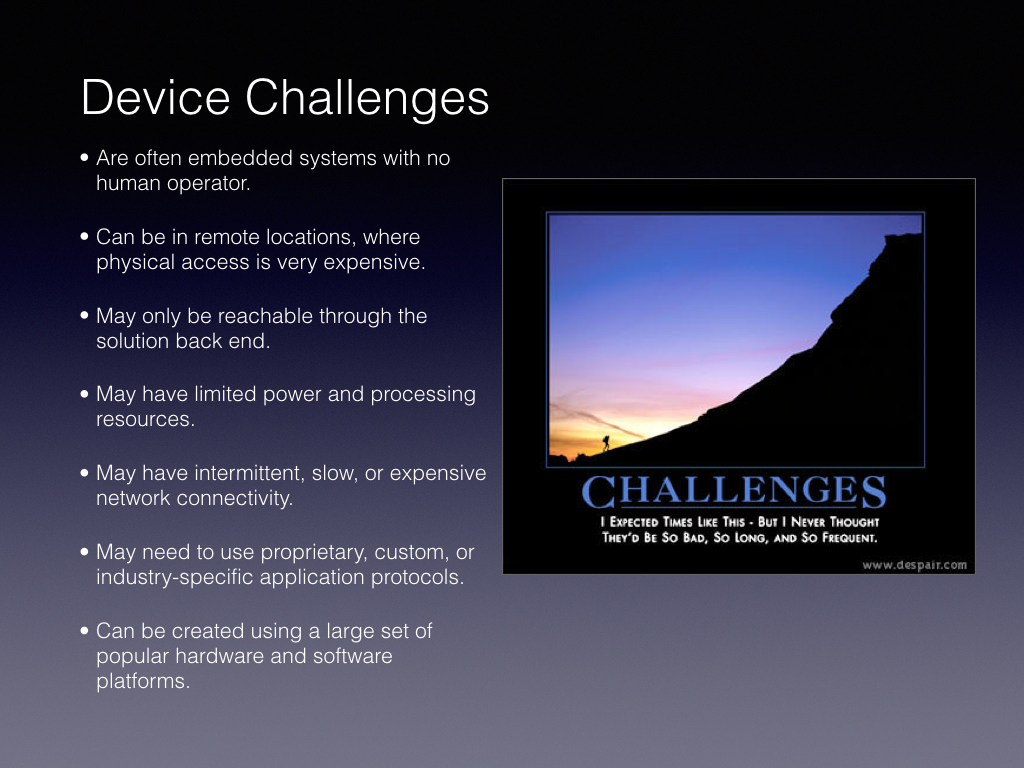 Device Challenges
• Are often embedded systems with no
human operator.
• Can be in remote locations, where
physical access is very expensive.
• May only be reachable through the
solution back end.
• May have limited power and processing
resources.
• May have intermittent, slow, or expensive
network connectivity.
• May need to use proprietary, custom, or
industry-specific application protocols.
• Can be created using a large set of
popular hardware and software
platforms.
CHALLENGES
I EXPECTED TIMES LIKE THIS - BUT I NEVER THOUGHT
THEY'D BE SO BAD, SO LONG, AND SO FREQUENT.
www.despair.com